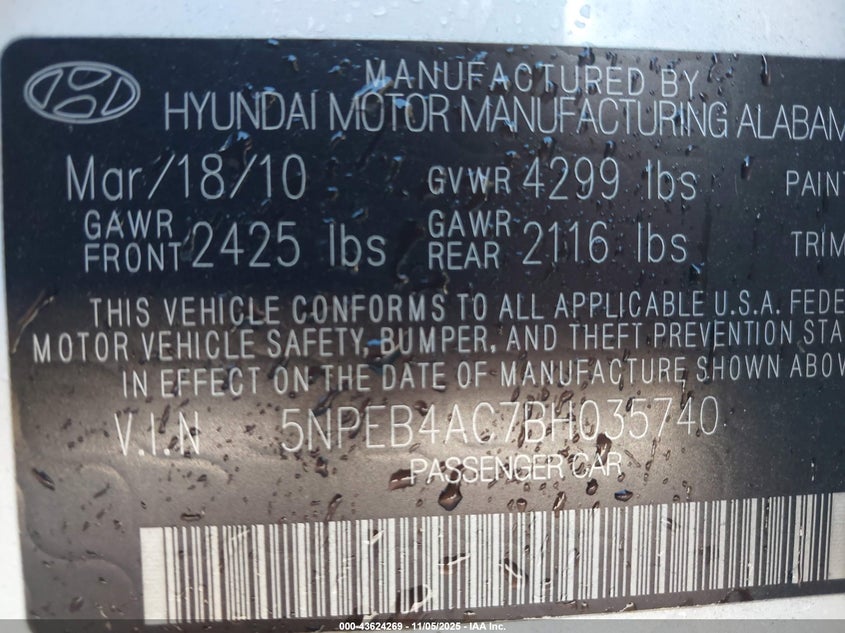 MANUFACTURED BY
HYUNDAI MOTOR MANUFACTURING ALABAM
Mar/18/10 GVWR 4299 lbs PAIN
GAWR FRONT 2425 lbs GAWR REAR 2116 lbs TRIM
THIS VEHICLE CONFORMS TO ALL APPLICABLE U.S.A. FEDE
MOTOR VEHICLE SAFETY, BUMPER, AND THEFT PREVENTION STA
IN EFFECT ON THE DATE OF MANUFACTURE SHOWN ABOV
V.I.N 5NPEB4AC7BH035740
PASSENGER CAR
000-43624269 - 11/05/2025 - IAA Inc.